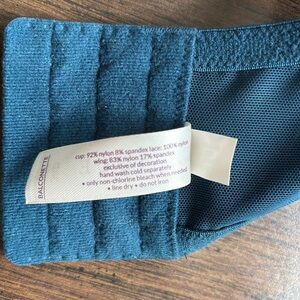 cup: 92% nylon 8% spandex lace: 100% nylon
wing: 83% nylon 17% spandex
exclusive of decoration
hand wash cold separately
• only non-chlorine bleach when needed
• line dry • do not iron
BALCONETTE